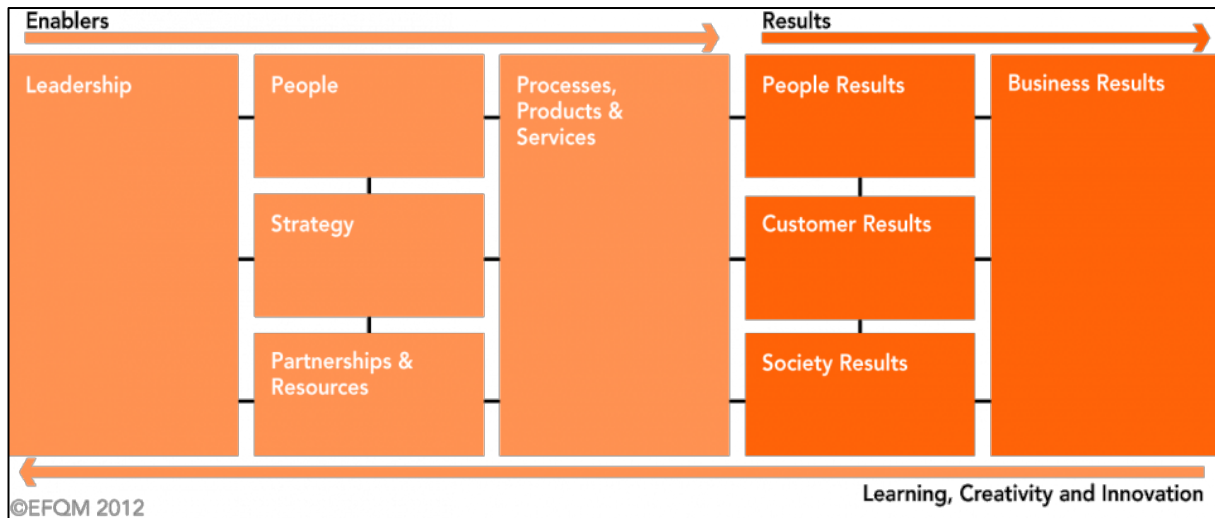 Enablers
Results
Leadership
People
Processes,
Products &
Services
People Results
Business Results
Strategy
Customer Results
Partnerships &
Resources
Society Results
Learning, Creativity and Innovation
©EFQM 2012